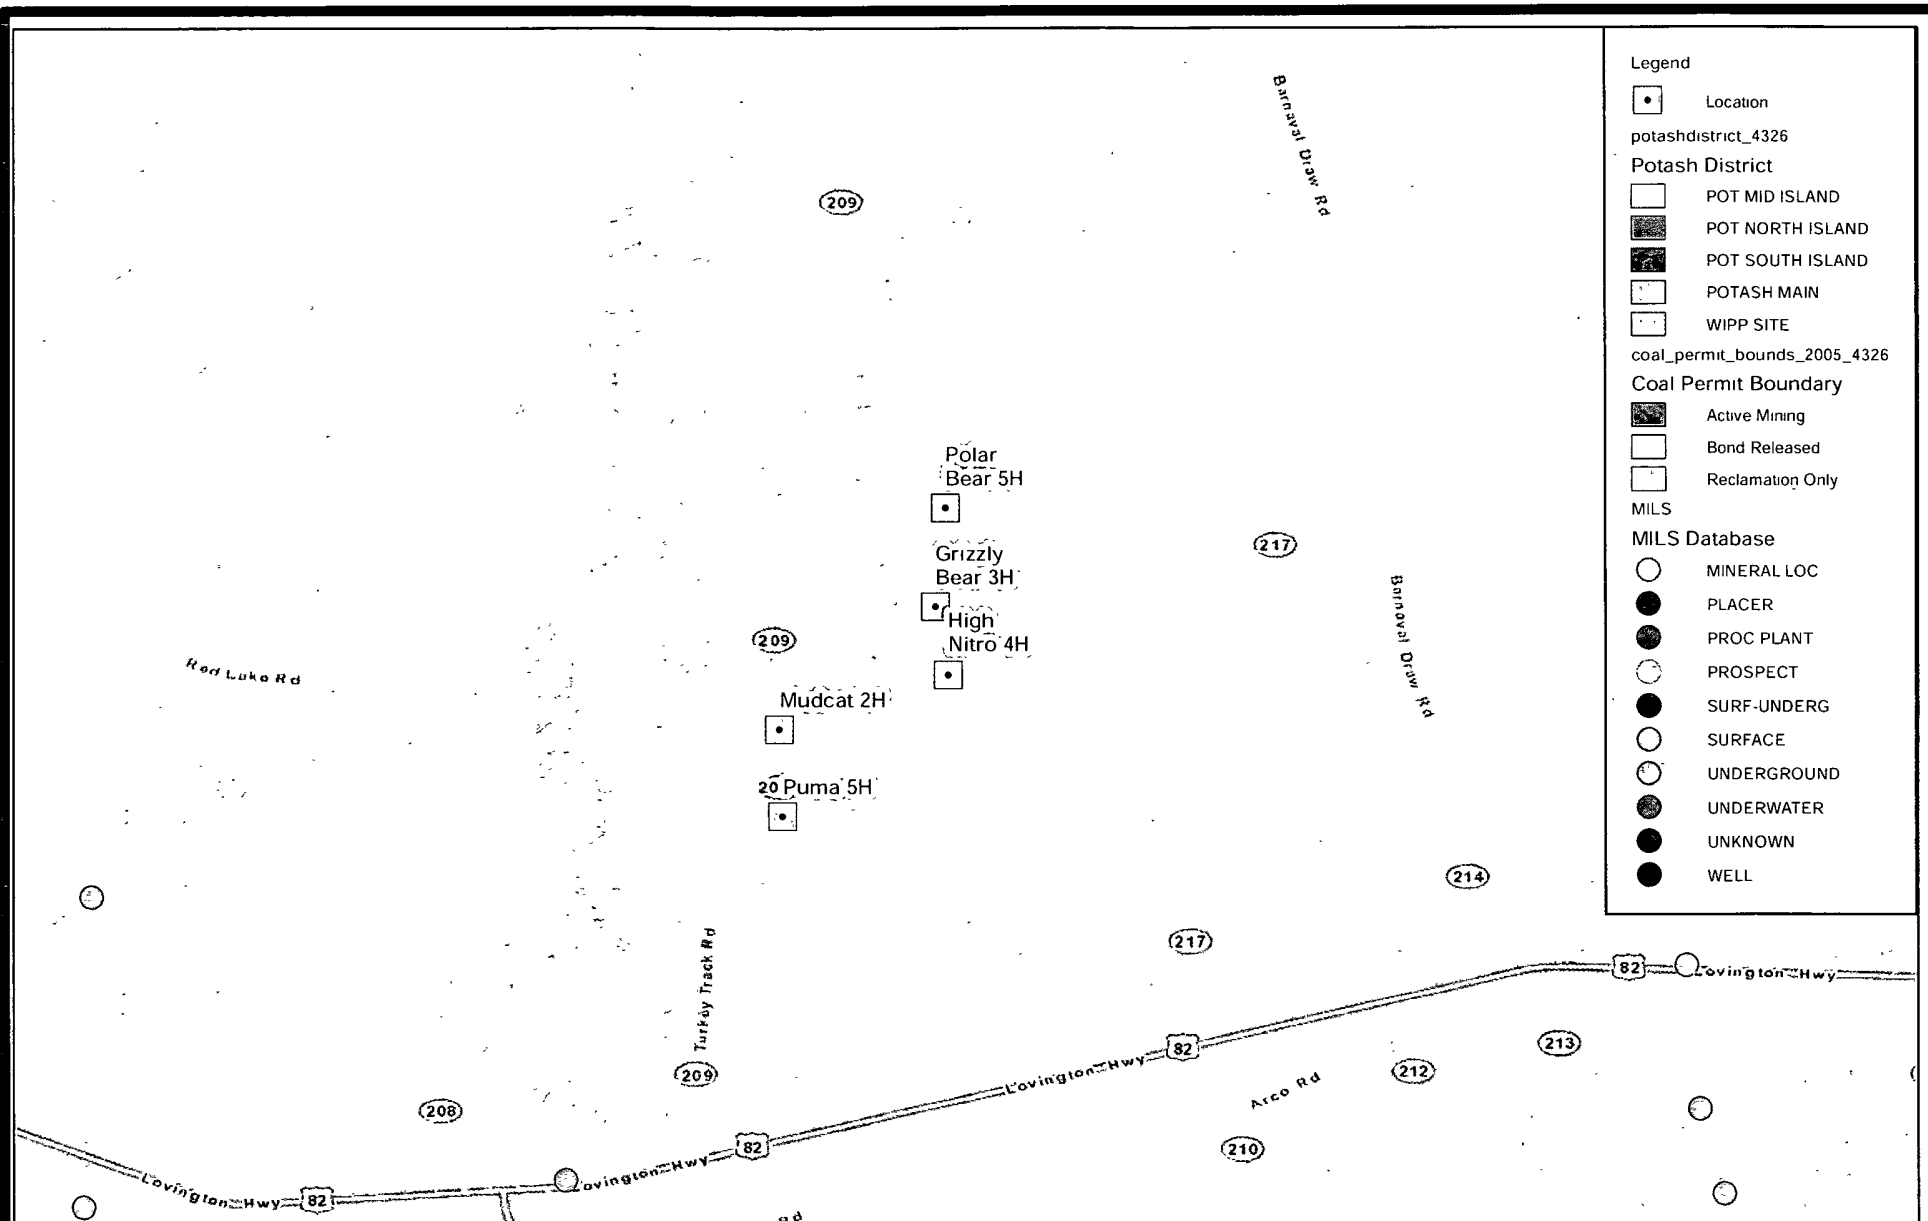 Legend
Location
potashdistrict_4326
Potash District
POT MID ISLAND
POT NORTH ISLAND
POT SOUTH ISLAND
POTASH MAIN
WIPP SITE
coal_permit_bounds_2005_4326
Coal Permit Boundary
Active Mining
Bond Released
Reclamation Only
MILS
MILS Database
MINERAL LOC
PLACER
PROC PLANT
PROSPECT
SURF-UNDERG
SURFACE
UNDERGROUND
UNDERWATER
UNKNOWN
WELL
Barnaval Draw Rd
209
Polar
Bear 5H
217
Grizzly
Bear 3H
High
Nitro 4H
209
Barnaval Draw Rd
Red Lake Rd
Mudcat 2H
20 Puma 5H
214
Turkey Track Rd
217
82
Lovington Hwy
209
82
Lovington Hwy
213
212
Arco Rd
208
82
210
Lovington Hwy
82
ovington Hwy
Rd